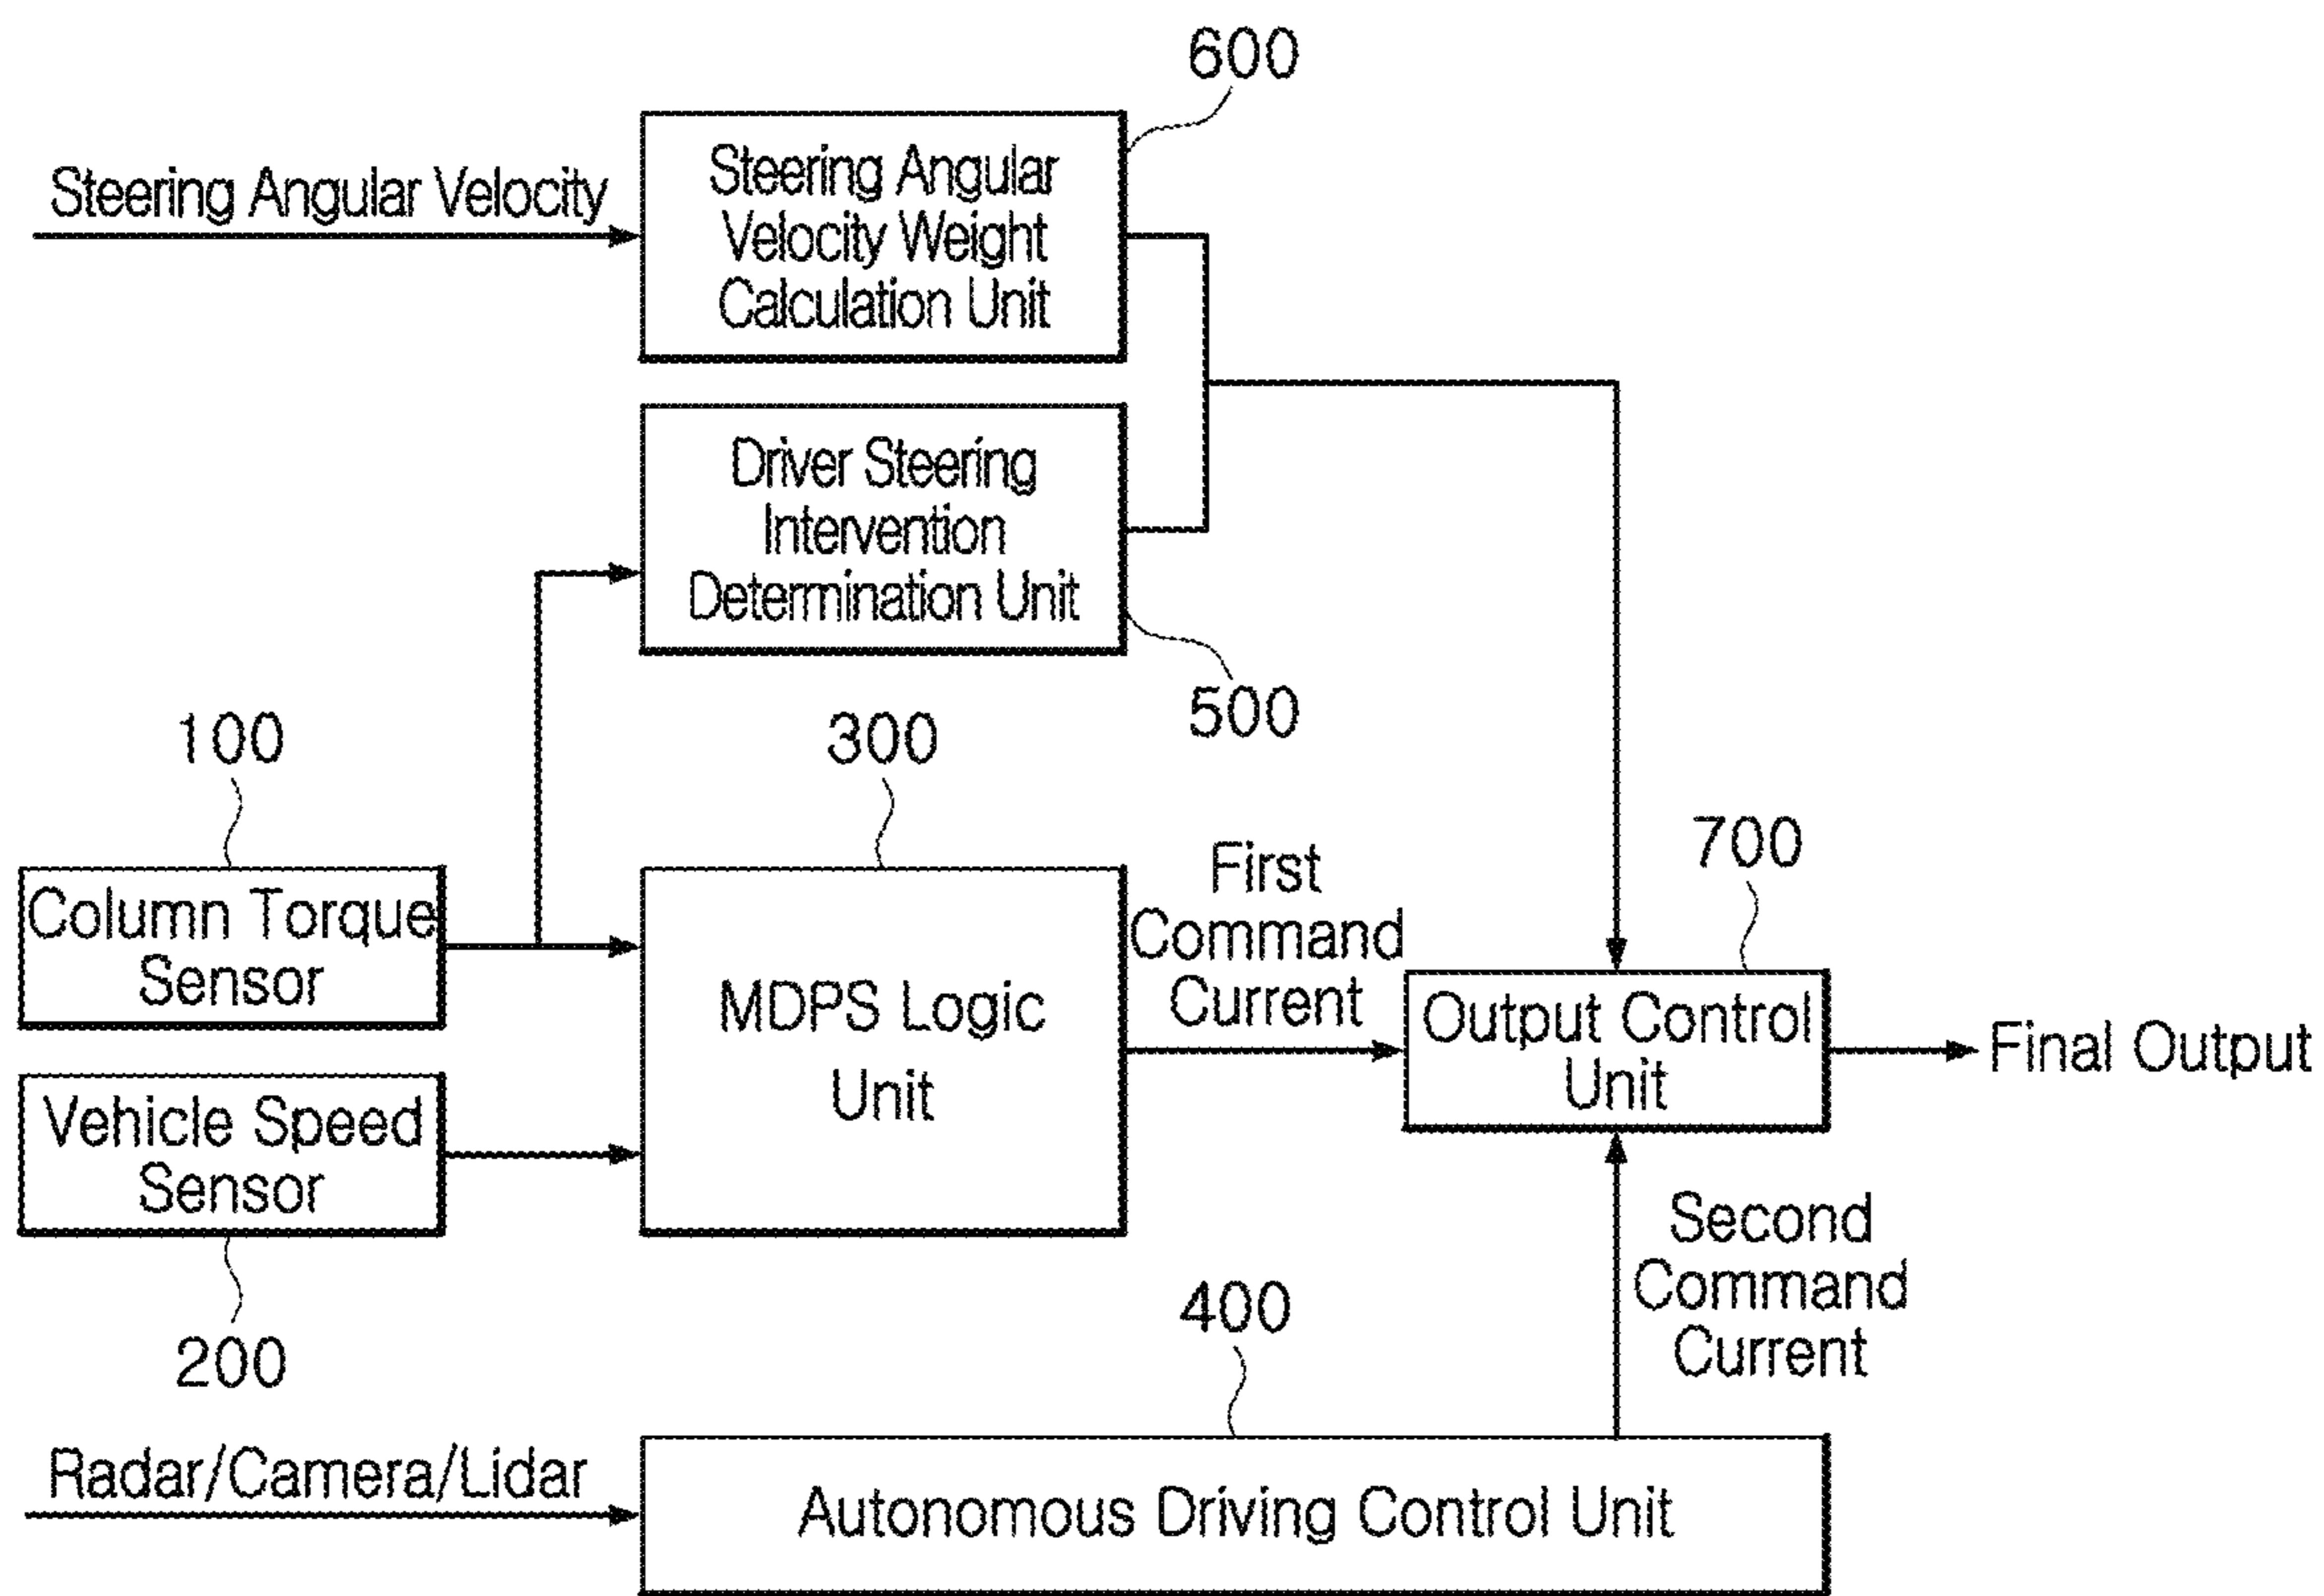 600
Steering Angular Velocity
Steering Angular
Velocity Weight
Calculation Unit
Driver Steering
Intervention
Determination Unit
500
100
300
700
Column Torque
Sensor
MDPS Logic
Unit
First
Command
Current
Output Control
Unit
Final Output
Vehicle Speed
Sensor
200
Second
Command
Current
400
Radar/Camera/Lidar
Autonomous Driving Control Unit